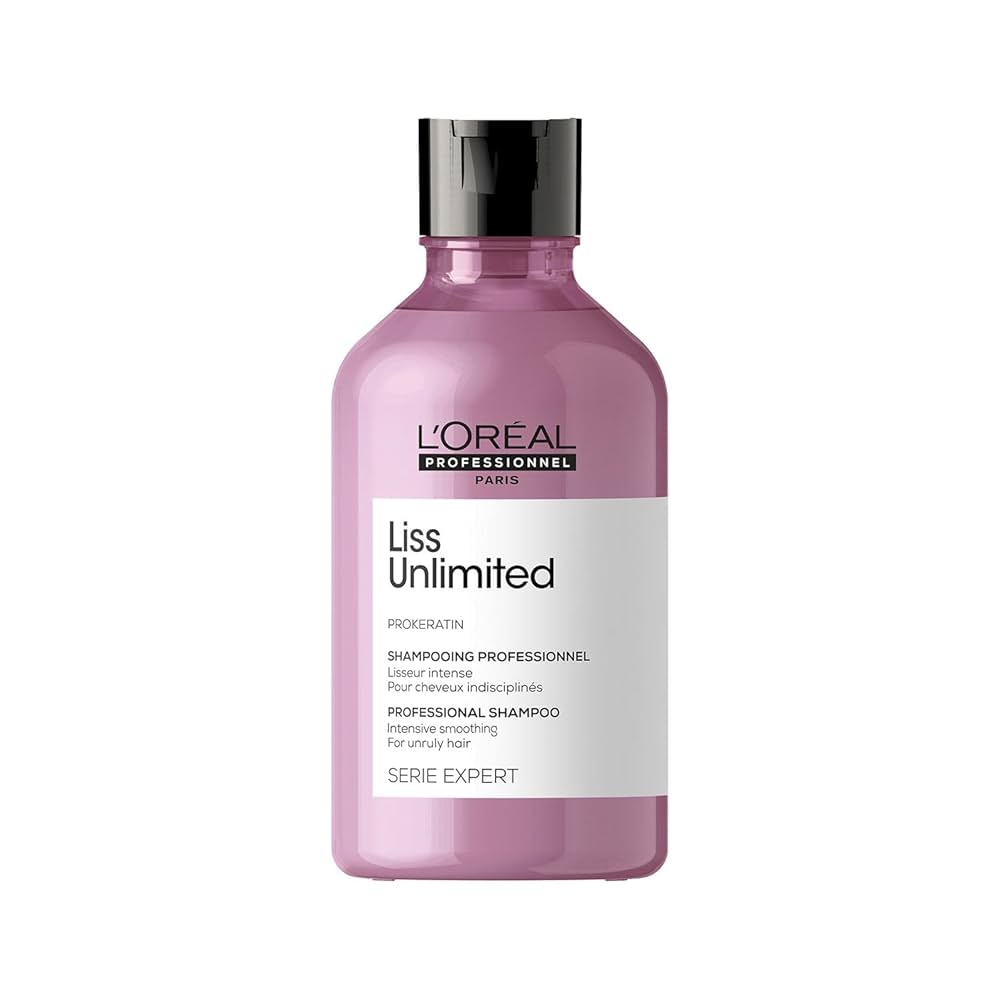 L'ORÉAL
PROFESSIONNEL
PARIS
Liss
Unlimited
PROKERATIN
SHAMPOOING PROFESSIONNEL
Lisseur intense
Pour cheveux indisciplinés
PROFESSIONAL SHAMPOO
Intensive smoothing
For unruly hair
SERIE EXPERT